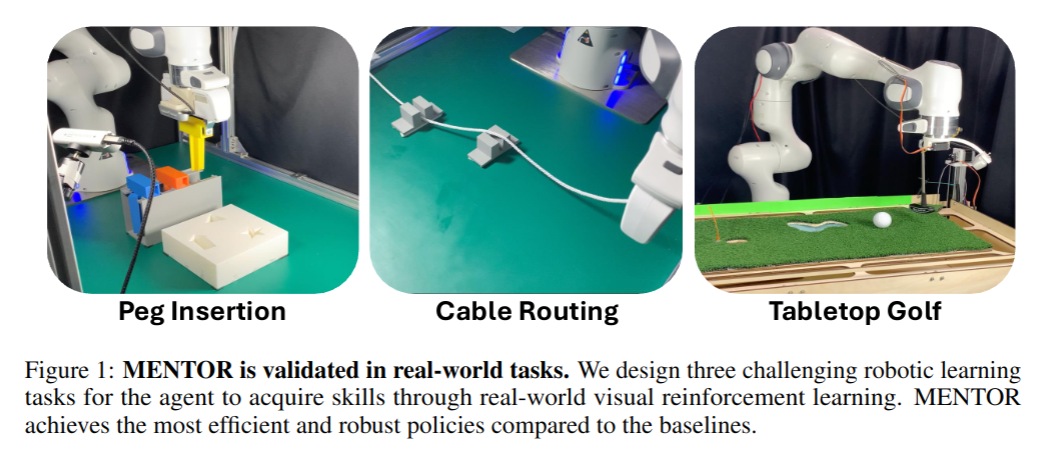 Peg Insertion
Cable Routing
Tabletop Golf
Figure 1: MENTOR is validated in real-world tasks. We design three challenging robotic learning
tasks for the agent to acquire skills through real-world visual reinforcement learning. MENTOR
achieves the most efficient and robust policies compared to the baselines.